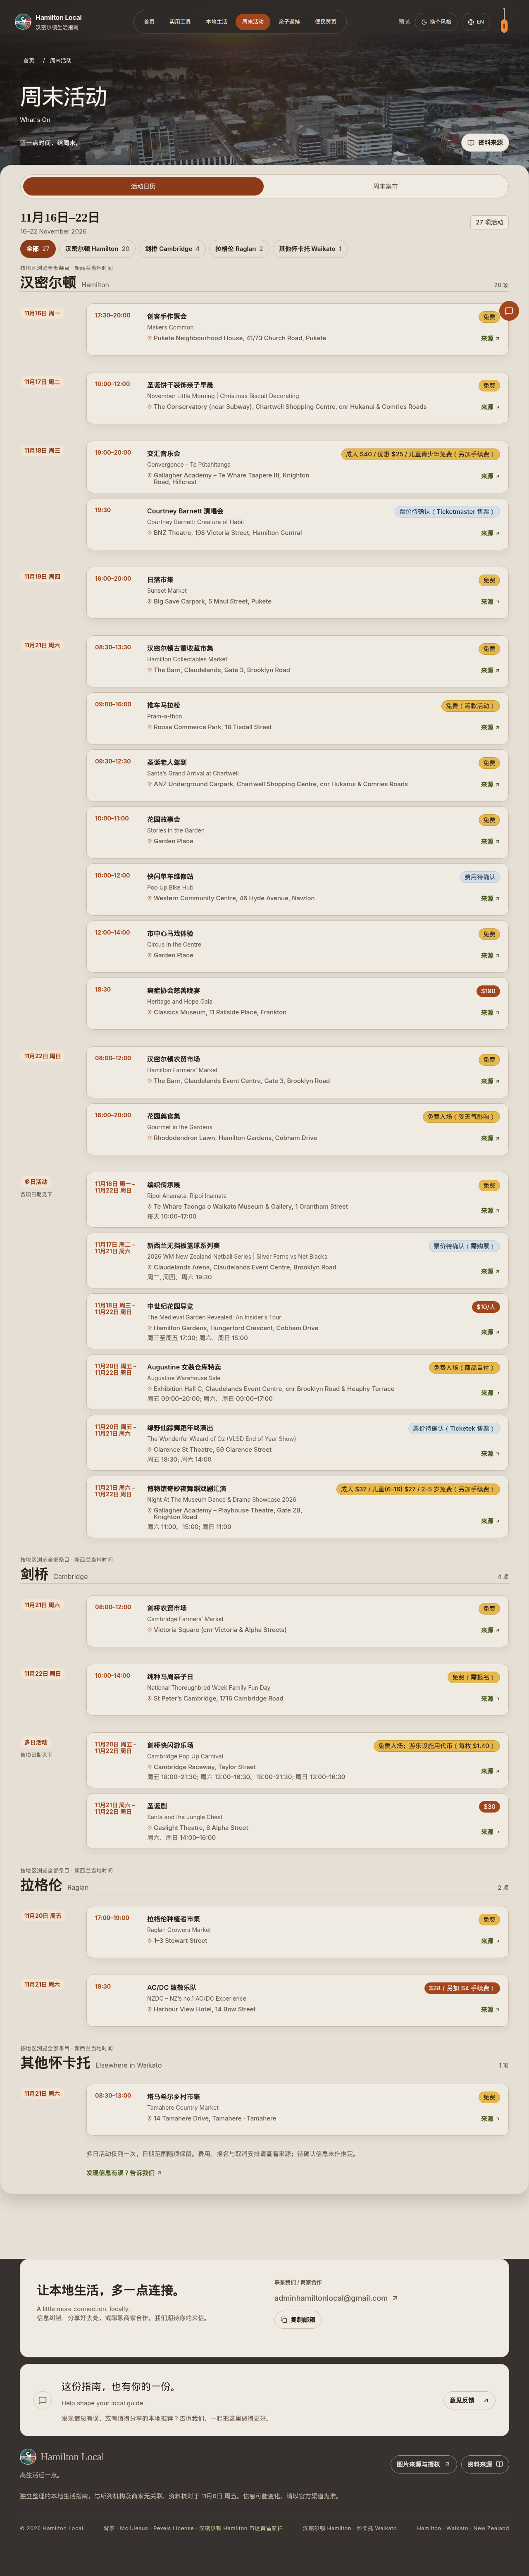 Hamilton Local
汉密尔顿生活指南
首页
实用工具
本地生活
周末活动
亲子遛娃
便民黄页
预览
换个风格
EN
首页 / 周末活动
周末活动
What's On
留一点时间，给周末。
资料来源
活动日历
周末集市
11月16日–22日
16–22 November 2026
27 项活动
全部 27
汉密尔顿 Hamilton 20
剑桥 Cambridge 4
拉格伦 Raglan 2
其他怀卡托 Waikato 1
按地区浏览全部条目 · 新西兰当地时间
汉密尔顿 Hamilton
20 项
11月16日 周一
17:30–20:00
创客手作聚会
免费
Makers Common
Pukete Neighbourhood House, 41/73 Church Road, Pukete
来源
11月17日 周二
10:00–12:00
圣诞饼干装饰亲子早晨
免费
November Little Morning | Christmas Biscuit Decorating
The Conservatory (near Subway), Chartwell Shopping Centre, cnr Hukanui & Comries Roads
来源
11月18日 周三
19:00–20:00
交汇音乐会
成人 $40 / 优惠 $25 / 儿童青少年免费（另加手续费）
Convergence – Te Pūtahitanga
Gallagher Academy – Te Whare Taapere Iti, Knighton
Road, Hillcrest
来源
19:30
Courtney Barnett 演唱会
票价待确认（Ticketmaster 售票）
Courtney Barnett: Creature of Habit
BNZ Theatre, 198 Victoria Street, Hamilton Central
来源
11月19日 周四
16:00–20:00
日落市集
免费
Sunset Market
Big Save Carpark, 5 Maui Street, Pukete
来源
11月21日 周六
08:30–13:30
汉密尔顿古董收藏市集
免费
Hamilton Collectables Market
The Barn, Claudelands, Gate 3, Brooklyn Road
来源
09:00–16:00
推车马拉松
免费（筹款活动）
Pram-a-thon
Roose Commerce Park, 18 Tisdall Street
来源
09:30–12:30
圣诞老人驾到
免费
Santa's Grand Arrival at Chartwell
ANZ Underground Carpark, Chartwell Shopping Centre, cnr Hukanui & Comries Roads
来源
10:00–11:00
花园故事会
免费
Stories in the Garden
Garden Place
来源
10:00–12:00
快闪单车维修站
费用待确认
Pop Up Bike Hub
Western Community Centre, 46 Hyde Avenue, Nawton
来源
12:00–14:00
市中心马戏体验
免费
Circus in the Centre
Garden Place
来源
18:30
癌症协会慈善晚宴
$190
Heritage and Hope Gala
Classics Museum, 11 Railside Place, Frankton
来源
11月22日 周日
08:00–12:00
汉密尔顿农贸市场
免费
Hamilton Farmers' Market
The Barn, Claudelands Event Centre, Gate 3, Brooklyn Road
来源
16:00–20:00
花园美食集
免费入场（受天气影响）
Gourmet in the Gardens
Rhododendron Lawn, Hamilton Gardens, Cobham Drive
来源
多日活动
各项日期见下
11月16日 周一 –
11月22日 周日
编织传承展
免费
Ripoi Anamata, Ripoi Inamata
Te Whare Taonga o Waikato Museum & Gallery, 1 Grantham Street
每天 10:00–17:00
来源
11月17日 周二 –
11月21日 周六
新西兰无挡板篮球系列赛
票价待确认（需购票）
2026 WM New Zealand Netball Series | Silver Ferns vs Net Blacks
Claudelands Arena, Claudelands Event Centre, Brooklyn Road
周二, 周四、周六 19:30
来源
11月18日 周三 –
11月22日 周日
中世纪花园导览
$10/人
The Medieval Garden Revealed: An Insider's Tour
Hamilton Gardens, Hungerford Crescent, Cobham Drive
周三至周五 17:30; 周六、周日 15:00
来源
11月20日 周五 –
11月22日 周日
Augustine 女装仓库特卖
免费入场（商品自付）
Augustine Warehouse Sale
Exhibition Hall C, Claudelands Event Centre, cnr Brooklyn Road & Heaphy Terrace
周五 09:00–20:00; 周六、周日 09:00–17:00
来源
11月20日 周五 –
11月21日 周六
绿野仙踪舞蹈年终演出
票价待确认（Ticketek 售票）
The Wonderful Wizard of Oz (VLSD End of Year Show)
Clarence St Theatre, 69 Clarence Street
周五 18:30; 周六 14:00
来源
11月21日 周六 –
11月22日 周日
博物馆奇妙夜舞蹈戏剧汇演
成人 $37 / 儿童(6–16) $27 / 2–5 岁免费（另加手续费）
Night At The Museum Dance & Drama Showcase 2026
Gallagher Academy – Playhouse Theatre, Gate 2B,
Knighton Road
周六 11:00、15:00; 周日 11:00
来源
按地区浏览全部条目 · 新西兰当地时间
剑桥 Cambridge
4 项
11月21日 周六
08:00–12:00
剑桥农贸市场
免费
Cambridge Farmers' Market
Victoria Square (cnr Victoria & Alpha Streets)
来源
11月22日 周日
10:00–14:00
纯种马周亲子日
免费（需报名）
National Thoroughbred Week Family Fun Day
St Peter's Cambridge, 1716 Cambridge Road
来源
多日活动
各项日期见下
11月20日 周五 –
11月22日 周日
剑桥快闪游乐场
免费入场；游乐设施用代币（每枚 $1.40）
Cambridge Pop Up Carnival
Cambridge Raceway, Taylor Street
周五 18:00–21:30; 周六 13:00–16:30、18:00–21:30; 周日 13:00–16:30
来源
11月21日 周六 –
11月22日 周日
圣诞剧
$30
Santa and the Jungle Chest
Gaslight Theatre, 8 Alpha Street
周六、周日 14:00–16:00
来源
按地区浏览全部条目 · 新西兰当地时间
拉格伦 Raglan
2 项
11月20日 周五
17:00–19:00
拉格伦种植者市集
免费
Raglan Growers Market
1–3 Stewart Street
来源
11月21日 周六
19:30
AC/DC 致敬乐队
$28（另加 $4 手续费）
NZDC – NZ's no.1 AC/DC Experience
Harbour View Hotel, 14 Bow Street
来源
按地区浏览全部条目 · 新西兰当地时间
其他怀卡托 Elsewhere in Waikato
1 项
11月21日 周六
08:30–13:00
塔马希尔乡村市集
免费
Tamahere Country Market
14 Tamahere Drive, Tamahere · Tamahere
来源
多日活动仅列一次，日期范围随项保留。费用、报名与取消安排请查看来源；待确认信息未作推定。
发现信息有误？告诉我们
让本地生活，多一点连接。
A little more connection, locally.
信息纠错、分享好去处，或聊聊商家合作。我们期待你的来信。
联系我们 / 商家合作
adminhamiltonlocal@gmail.com
复制邮箱
这份指南，也有你的一份。
Help shape your local guide.
发现信息有误，或有值得分享的本地推荐？告诉我们，一起把这里做得更好。
意见反馈
Hamilton Local
离生活近一点。
图片来源与授权
资料来源
独立整理的本地生活指南，与所列机构及商家无关联。资料核对于 11月6日 周五。信息可能变化，请以官方渠道为准。
© 2026 Hamilton Local
背景 · Mc4Jesus · Pexels License · 汉密尔顿 Hamilton 市区黄昏航拍
汉密尔顿 Hamilton · 怀卡托 Waikato
Hamilton · Waikato · New Zealand